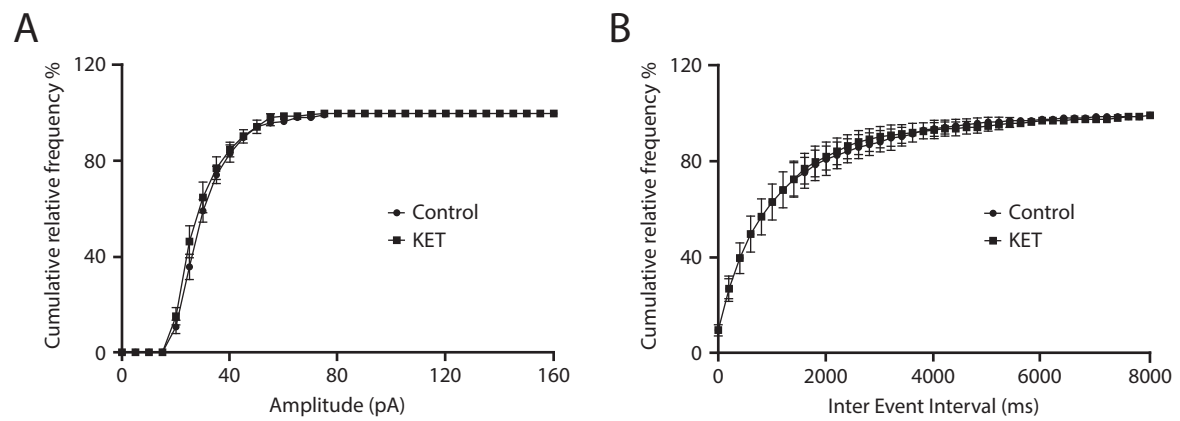 A
Cumulative relative frequency %
120
80
40
0
0 40 80 120 160
Amplitude (pA)
Control
KET
B
Cumulative relative frequency %
120
80
40
0
0 2000 4000 6000 8000
Inter Event Interval (ms)
Control
KET